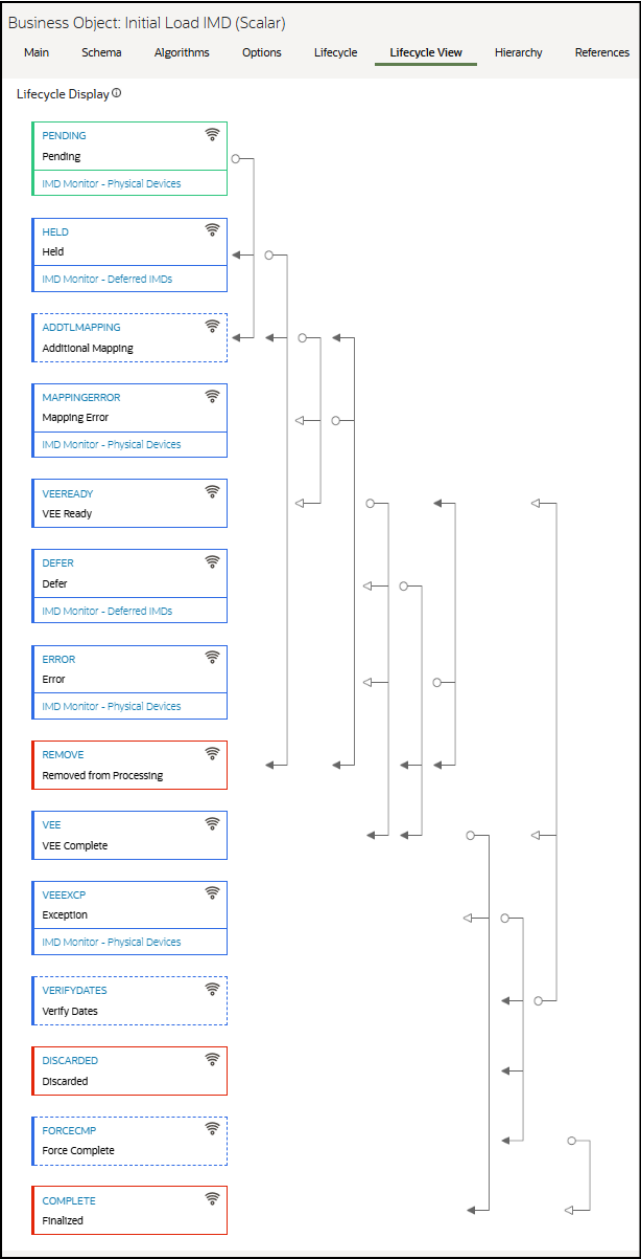 Business Object: Initial Load IMD (Scalar)
Main Schema Algorithms Options Lifecycle Lifecycle View Hierarchy References
Lifecycle Display
PENDING
Pending
IMD Monitor - Physical Devices
HELD
Held
IMD Monitor - Deferred IMDs
ADDTLMAPPING
Additional Mapping
MAPPINGERROR
Mapping Error
IMD Monitor - Physical Devices
VEEREADY
VEE Ready
DEFER
Defer
IMD Monitor - Deferred IMDs
ERROR
Error
IMD Monitor - Physical Devices
REMOVE
Removed from Processing
VEE
VEE Complete
VEEEXCP
Exception
IMD Monitor - Physical Devices
VERIFYDATES
Verify Dates
DISCARDED
Discarded
FORCECMP
Force Complete
COMPLETE
Finalized